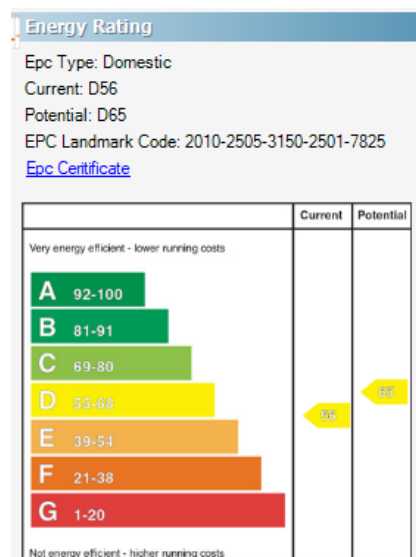 Energy Rating
Epc Type: Domestic
Current: D56
Potential: D65
EPC Landmark Code: 2010-2505-3150-2501-7825
Epc Ceritificate
Current Potential
Very energy efficient - lower running costs
A 92-100
B 81-91
C 69-80
D 55-68
65
56
E 39-54
F 21-38
G 1-20
Not energy efficient - higher running costs